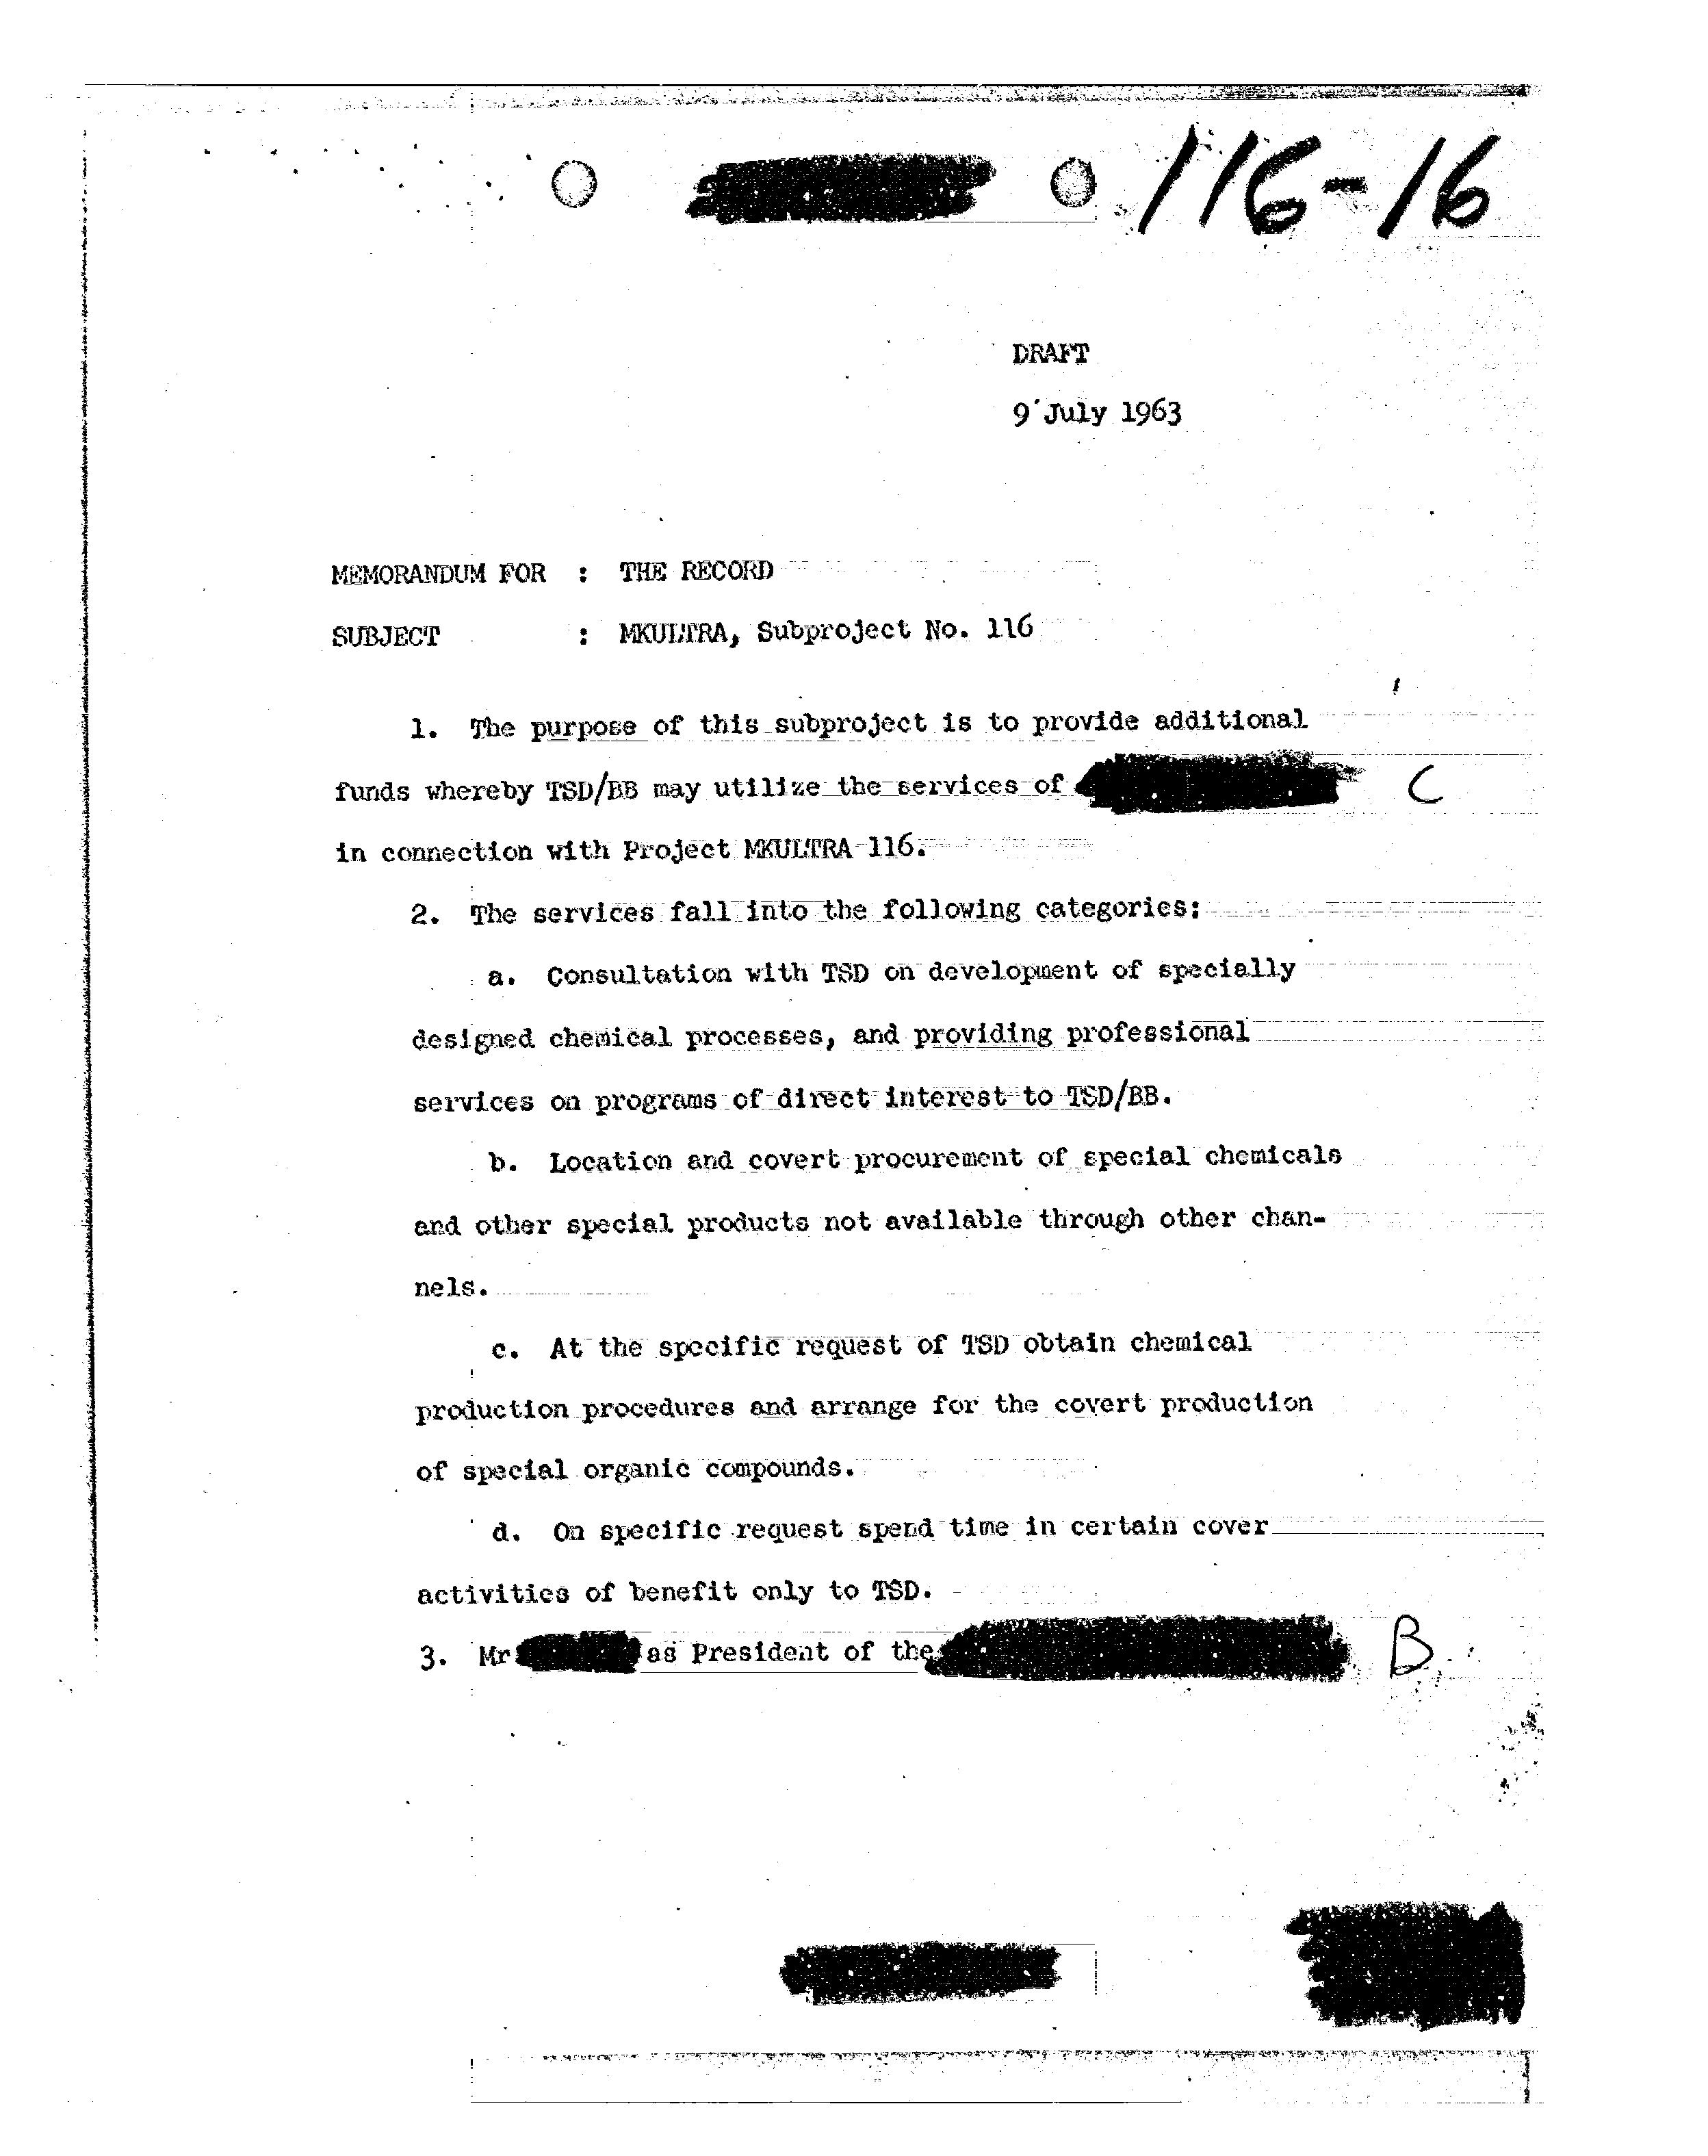 116-16
DRAFT
9 July 1963
MEMORANDUM FOR : THE RECORD
SUBJECT : MKULTRA, Subproject No. 116
1. The purpose of this subproject is to provide additional
funds whereby TSD/BB may utilize the services of C
in connection with Project MKULTRA 116.
2. The services fall into the following categories:
a. Consultation with TSD on development of specially
designed chemical processes, and providing professional
services on programs of direct interest to TSD/BB.
b. Location and covert procurement of special chemicals
and other special products not available through other chan-
nels.
c. At the specific request of TSD obtain chemical
production procedures and arrange for the covert production
of special organic compounds.
d. On specific request spend time in certain cover
activities of benefit only to TSD.
3. Mr as President of the B